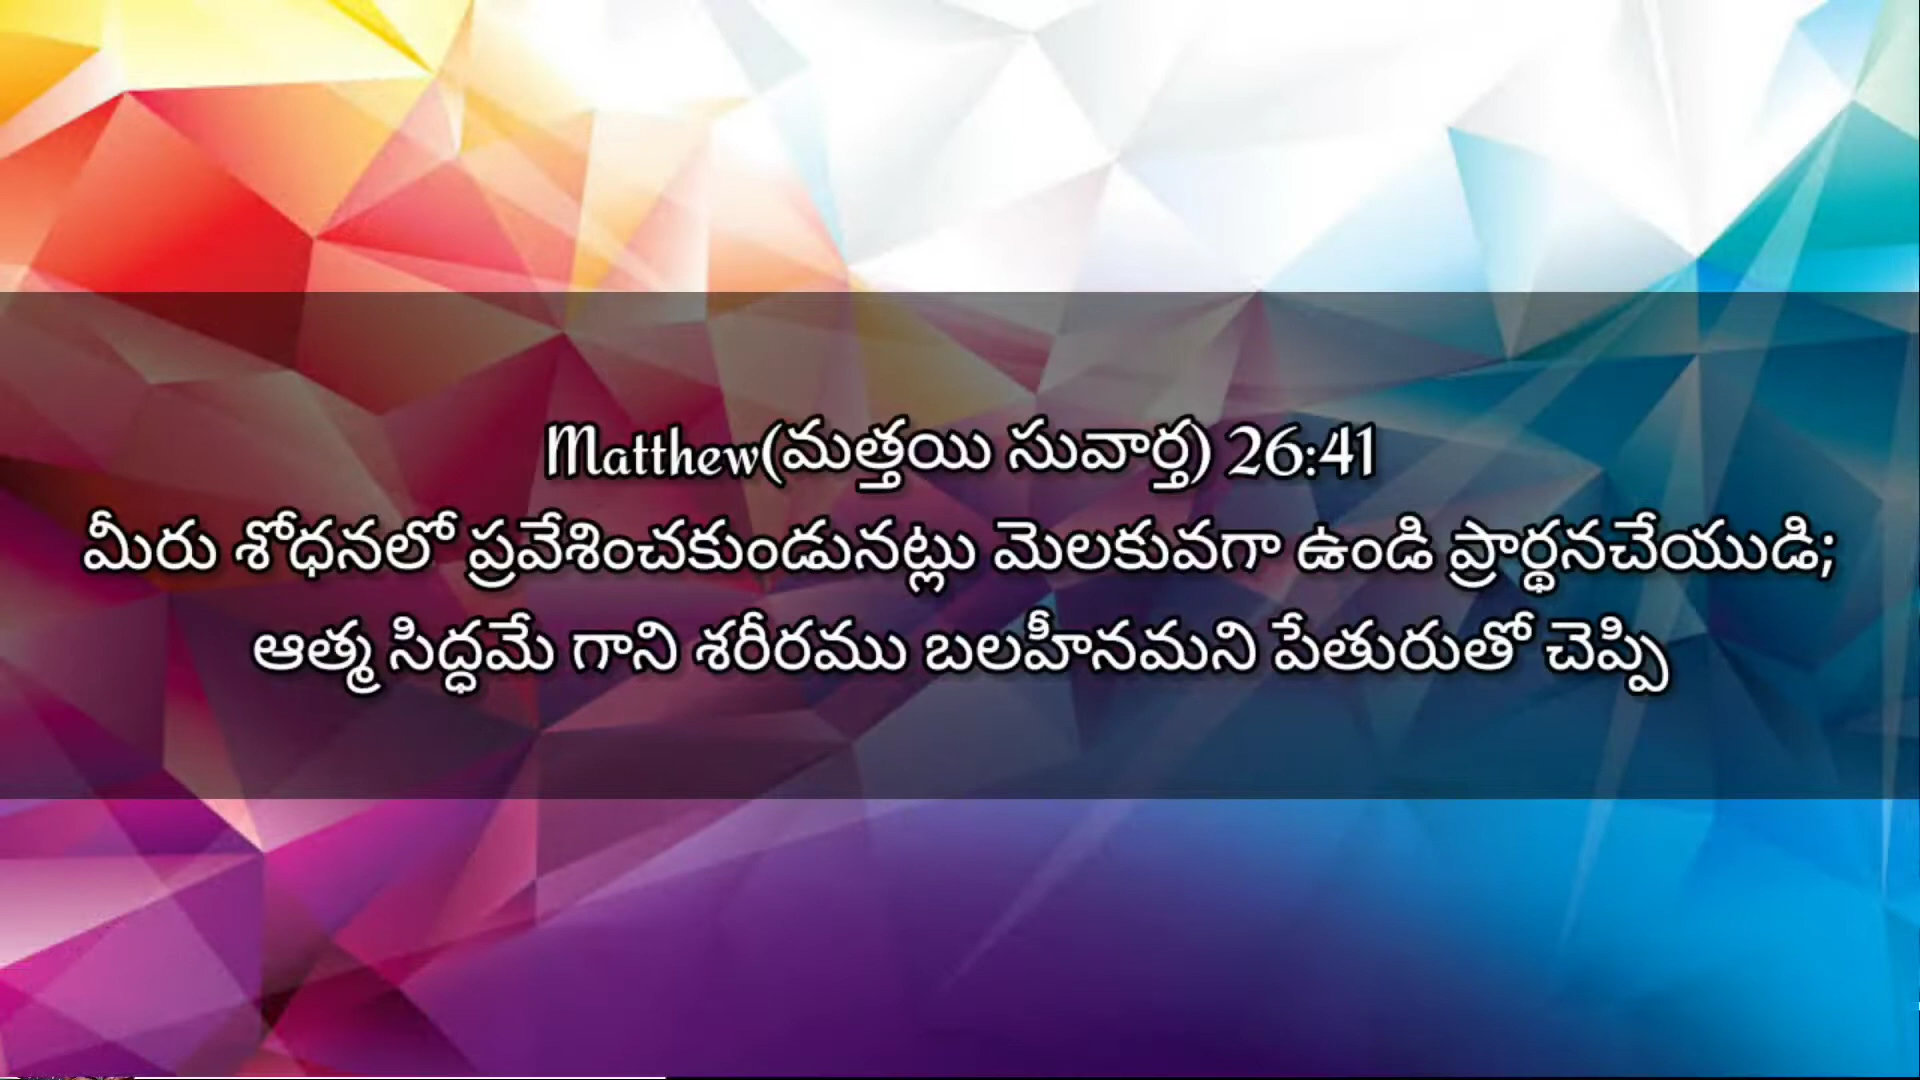 Matthew(మత్తయి సువార్త) 26:41
మీరు శోధనలో ప్రవేశించకుండునట్లు మెలకువగా ఉండి ప్రార్థనచేయుడి;
ఆత్మ సిద్ధమే గాని శరీరము బలహీనమని పేతురుతో చెప్పి